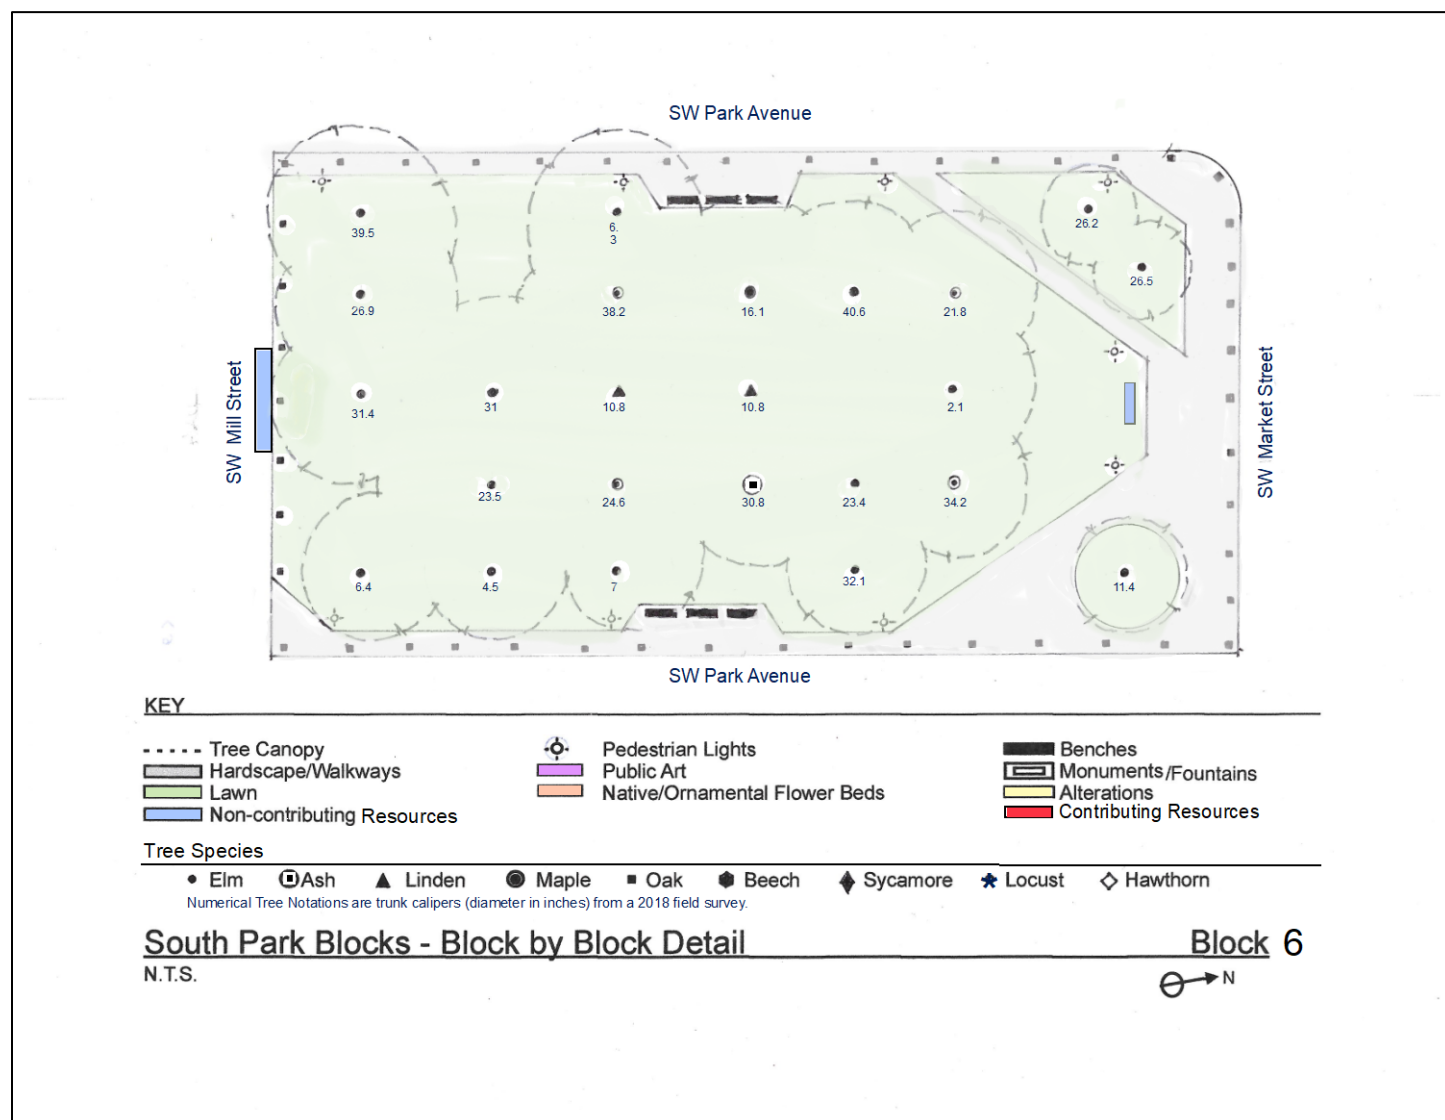 SW Park Avenue
39.5
6.
3
26.2
26.5
26.9
38.2
16.1
40.6
21.8
SW Mill Street
31.4
31
10.8
10.8
2.1
SW Market Street
23.5
24.6
30.8
23.4
34.2
6.4
4.5
7
32.1
11.4
SW Park Avenue
KEY
Tree Canopy
Hardscape/Walkways
Lawn
Non-contributing Resources
Pedestrian Lights
Public Art
Native/Ornamental Flower Beds
Benches
Monuments/Fountains
Alterations
Contributing Resources
Tree Species
Elm Ash Linden Maple Oak Beech Sycamore Locust Hawthorn
Numerical Tree Notations are trunk calipers (diameter in inches) from a 2018 field survey.
South Park Blocks - Block by Block Detail Block 6
N.T.S.
N